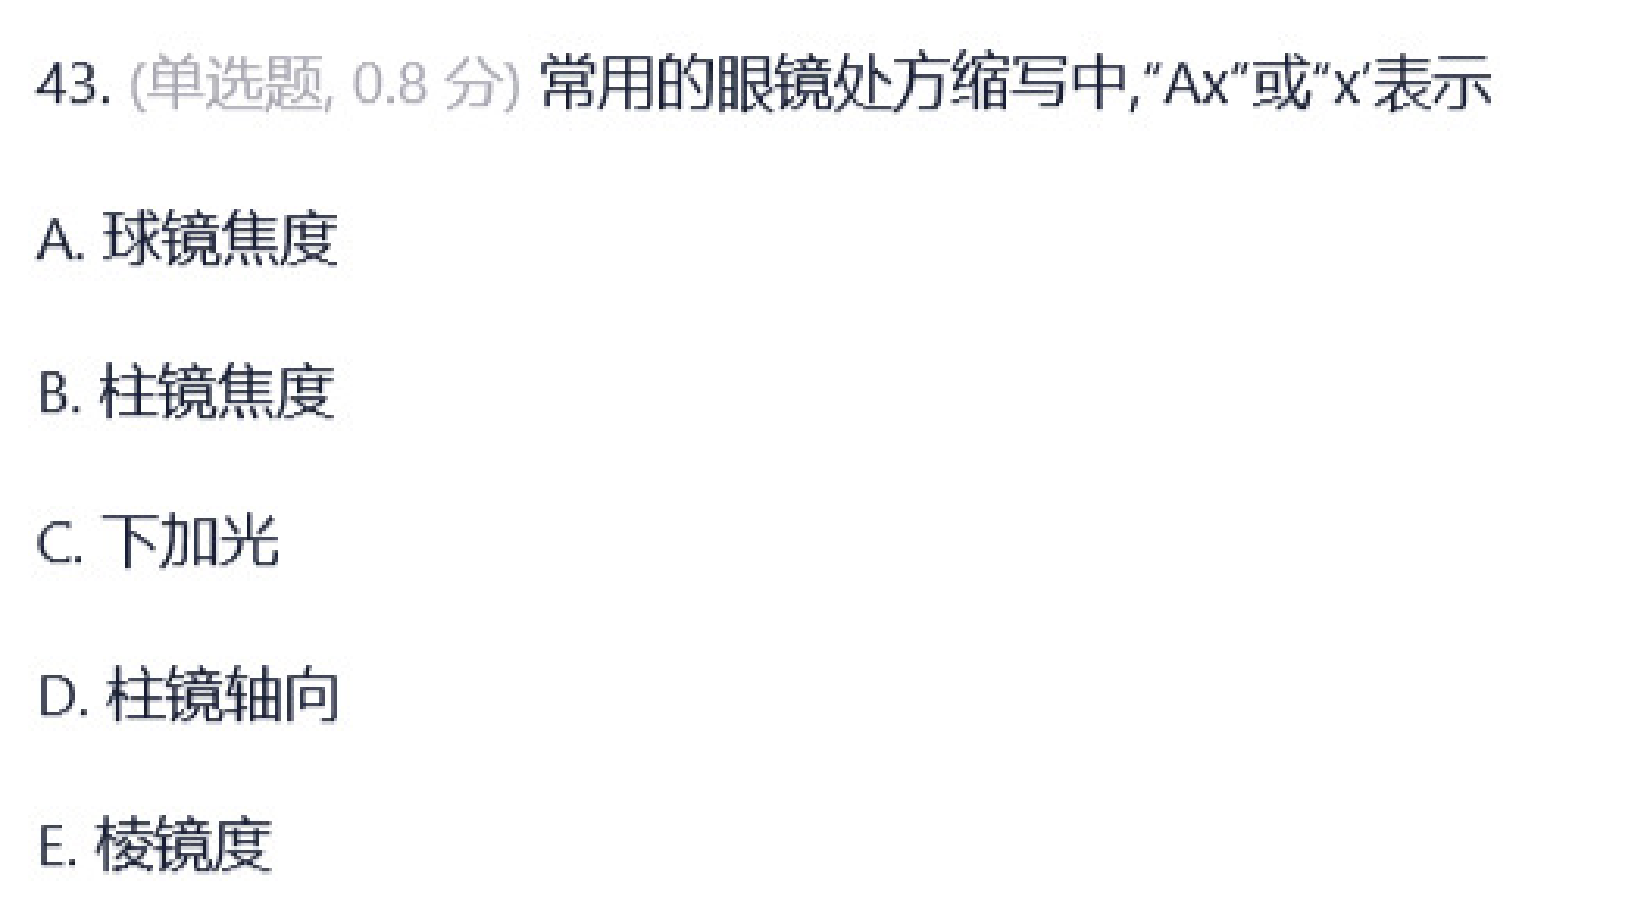 43. (单选题, 0.8 分) 常用的眼镜处方缩写中,“Ax”或“x’表示
A. 球镜焦度
B. 柱镜焦度
C. 下加光
D. 柱镜轴向
E. 棱镜度